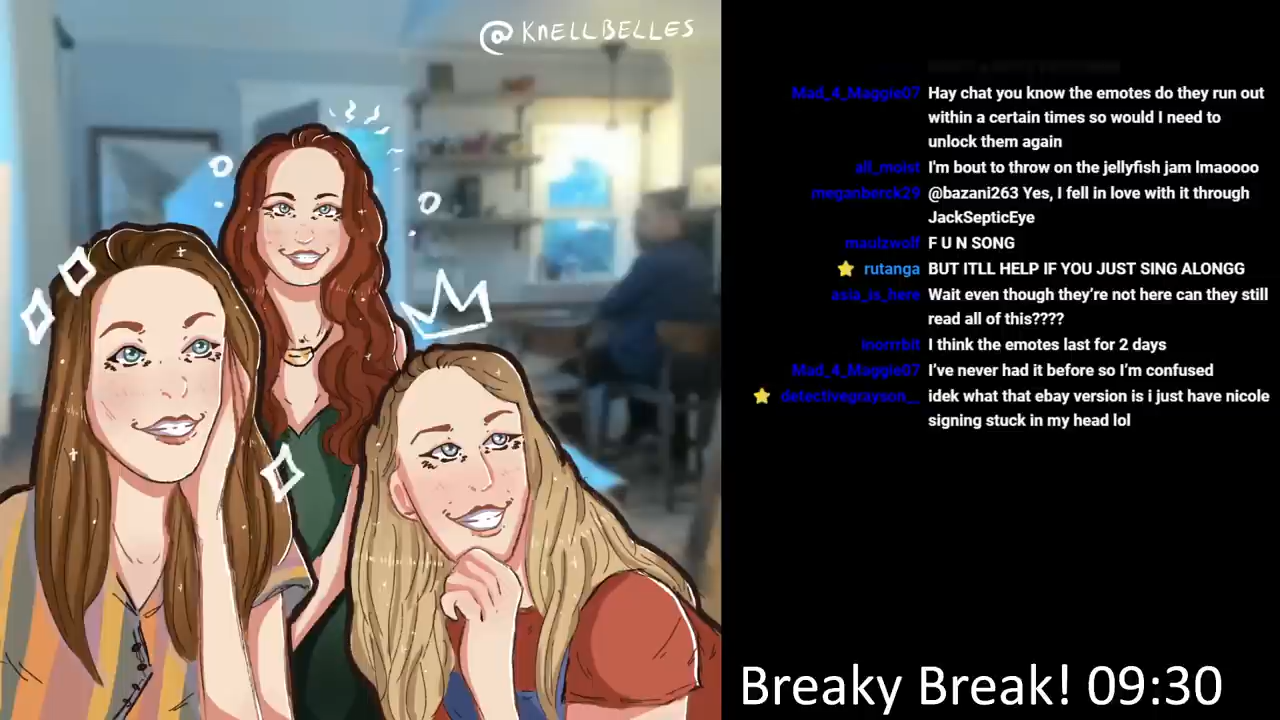 @KNELLBELLES
Mad_4_Maggie07 Hay chat you know the emotes do they run out
within a certain times so would I need to
unlock them again
all_moist I'm bout to throw on the jellyfish jam lmaoooo
meganberck29 @bazani263 Yes, I fell in love with it through
JackSepticEye
maulzwolf F U N SONG
rutanga BUT ITLL HELP IF YOU JUST SING ALONGG
asia_is_here Wait even though they’re not here can they still
read all of this????
inorrrbit I think the emotes last for 2 days
Mad_4_Maggie07 I’ve never had it before so I’m confused
detectivegrayson__ idek what that ebay version is i just have nicole
signing stuck in my head lol
Breaky Break! 09:30